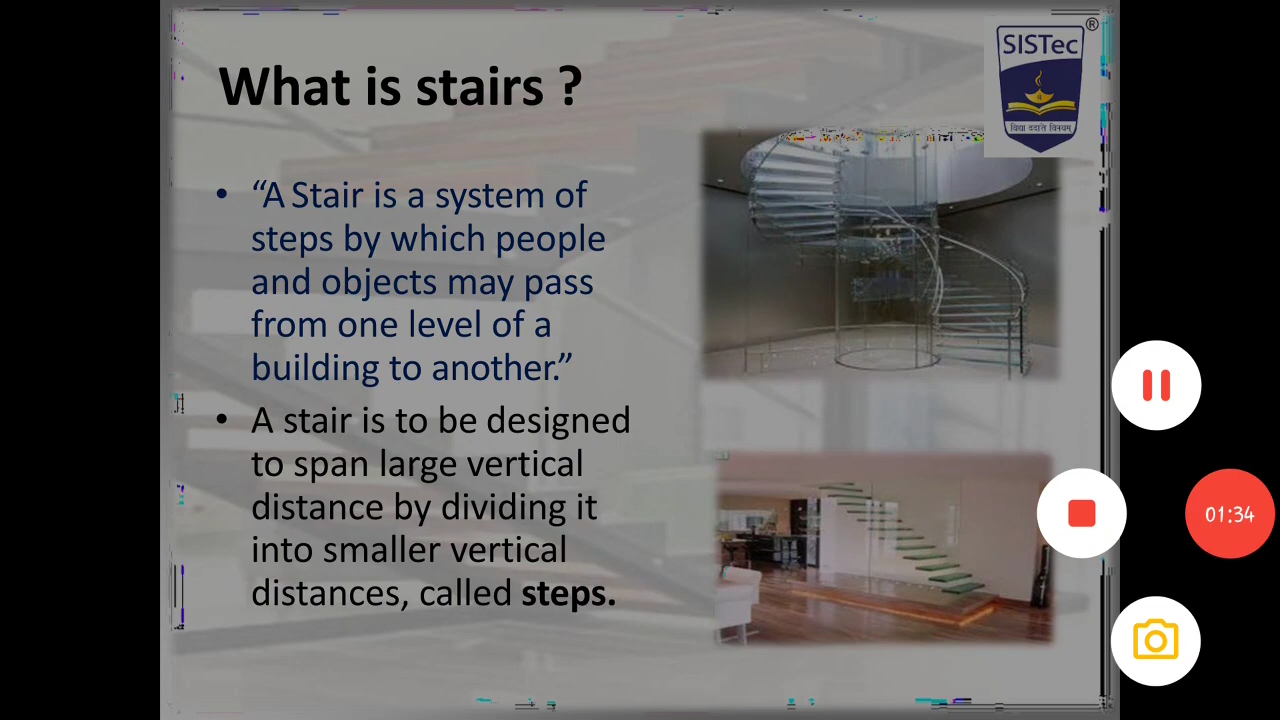 SISTec
®
विद्या ददाति विनयम्
What is stairs ?
• “A Stair is a system of
steps by which people
and objects may pass
from one level of a
building to another.”
• A stair is to be designed
to span large vertical
distance by dividing it
into smaller vertical
distances, called steps.
01:34